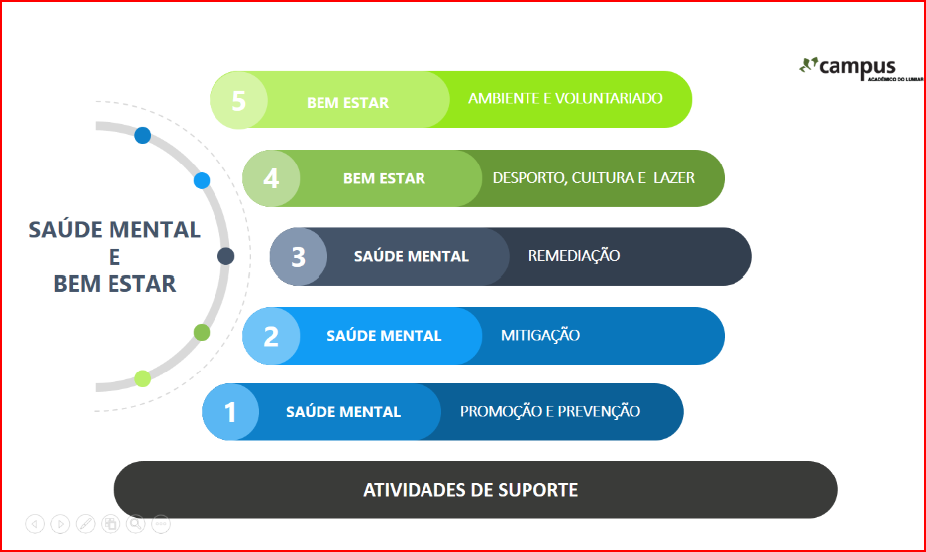 campus
ACADÉMICO DO LUMIAR
5 BEM ESTAR AMBIENTE E VOLUNTARIADO
4 BEM ESTAR DESPORTO, CULTURA E LAZER
SAÚDE MENTAL
E
BEM ESTAR
3 SAÚDE MENTAL REMEDIAÇÃO
2 SAÚDE MENTAL MITIGAÇÃO
1 SAÚDE MENTAL PROMOÇÃO E PREVENÇÃO
ATIVIDADES DE SUPORTE